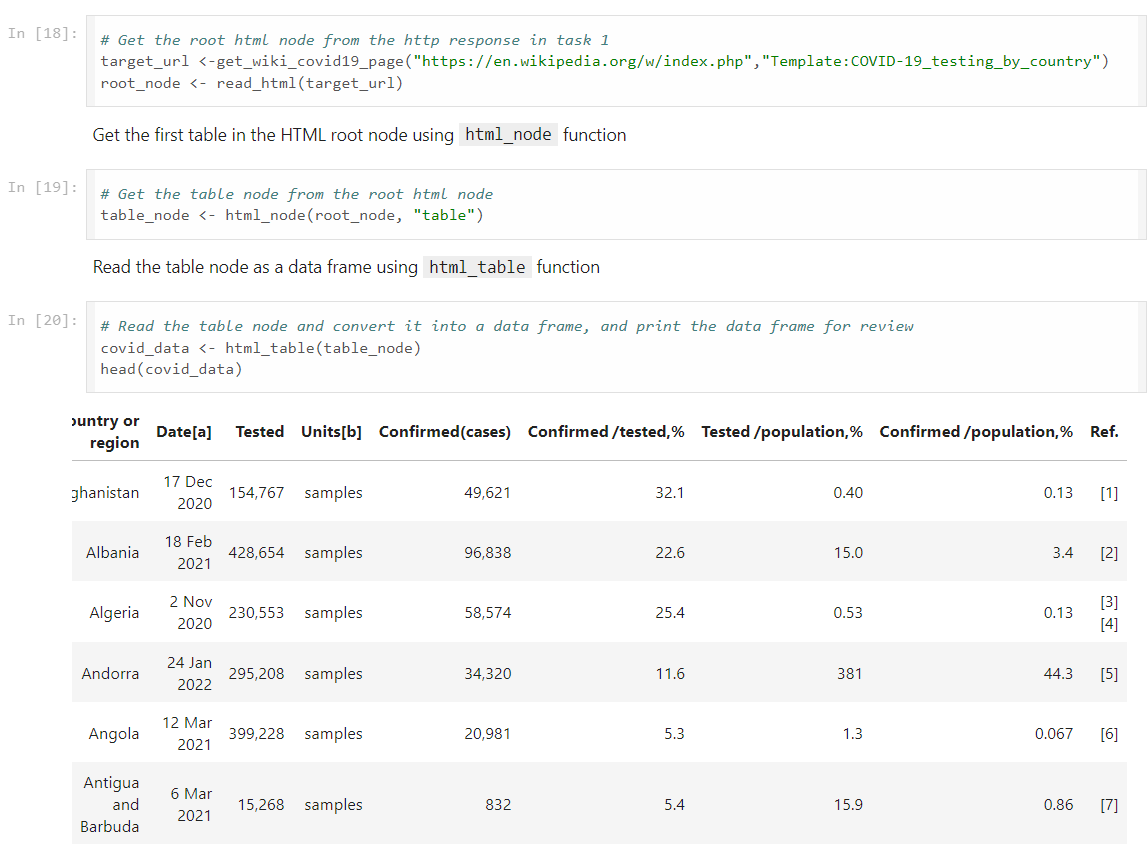 In [18]:
# Get the root html node from the http response in task 1
target_url <-get_wiki_covid19_page("https://en.wikipedia.org/w/index.php","Template:COVID-19_testing_by_country")
root_node <- read_html(target_url)
Get the first table in the HTML root node using html_node function
In [19]:
# Get the table node from the root html node
table_node <- html_node(root_node, "table")
Read the table node as a data frame using html_table function
In [20]:
# Read the table node and convert it into a data frame, and print the data frame for review
covid_data <- html_table(table_node)
head(covid_data)
ountry or region Date[a] Tested Units[b] Confirmed(cases) Confirmed /tested,% Tested /population,% Confirmed /population,% Ref.
ghanistan 17 Dec 2020 154,767 samples 49,621 32.1 0.40 0.13 [1]
Albania 18 Feb 2021 428,654 samples 96,838 22.6 15.0 3.4 [2]
Algeria 2 Nov 2020 230,553 samples 58,574 25.4 0.53 0.13 [3] [4]
Andorra 24 Jan 2022 295,208 samples 34,320 11.6 381 44.3 [5]
Angola 12 Mar 2021 399,228 samples 20,981 5.3 1.3 0.067 [6]
Antigua and Barbuda 6 Mar 2021 15,268 samples 832 5.4 15.9 0.86 [7]